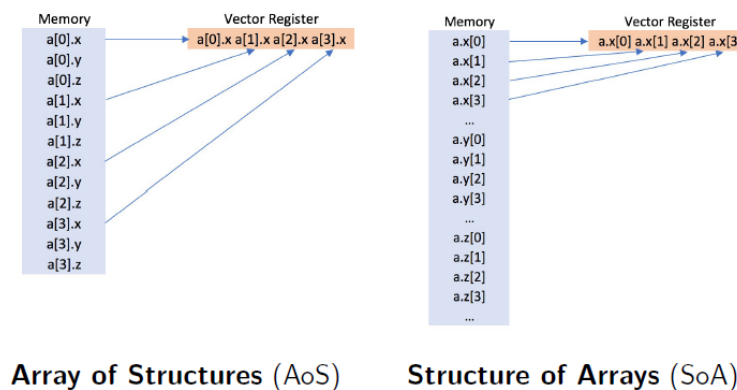 Memory
Vector Register
a[0].x
a[0].x a[1].x a[2].x a[3].x
a[0].y
a[0].z
a[1].x
a[1].y
a[1].z
a[2].x
a[2].y
a[2].z
a[3].x
a[3].y
a[3].z
Array of Structures (AoS)
Memory
Vector Register
a.x[0]
a.x[0] a.x[1] a.x[2] a.x[3
a.x[1]
a.x[2]
a.x[3]
...
a.y[0]
a.y[1]
a.y[2]
a.y[3]
...
a.z[0]
a.z[1]
a.z[2]
a.z[3]
...
Structure of Arrays (SoA)